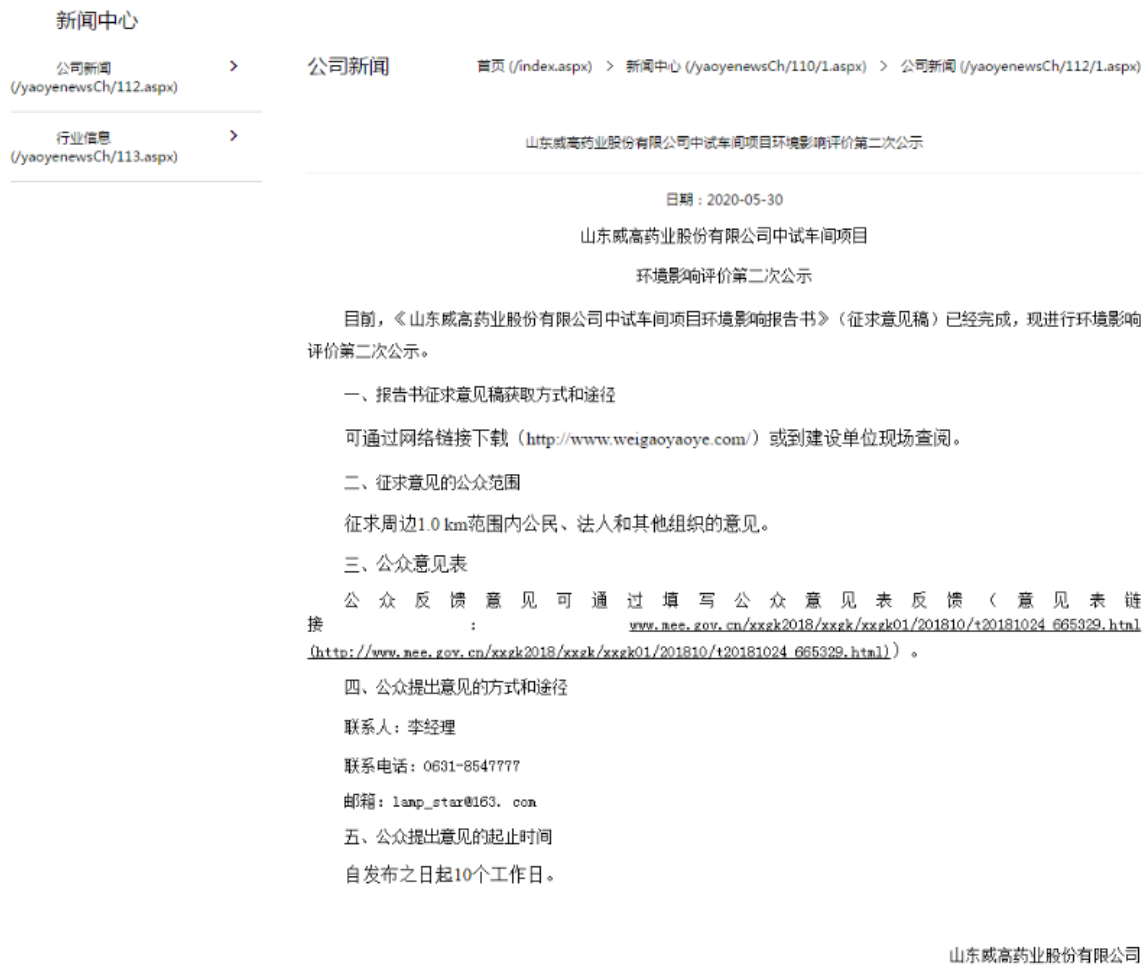 新闻中心
公司新闻
(/yaoyenewsCh/112.aspx)
行业信息
(/yaoyenewsCh/113.aspx)
公司新闻
首页 (/index.aspx) > 新闻中心 (/yaoyenewsCh/110/1.aspx) > 公司新闻 (/yaoyenewsCh/112/1.aspx)
山东威高药业股份有限公司中试车间项目环境影响评价第二次公示
日期：2020-05-30
山东威高药业股份有限公司中试车间项目
环境影响评价第二次公示
目前，《山东威高药业股份有限公司中试车间项目环境影响报告书》（征求意见稿）已经完成，现进行环境影响
评价第二次公示。
一、报告书征求意见稿获取方式和途径
可通过网络链接下载（http://www.weigaoyaoye.com/）或到建设单位现场查阅。
二、征求意见的公众范围
征求周边1.0 km范围内公民、法人和其他组织的意见。
三、公众意见表
公众反馈意见可通过填写公众意见表反馈（意见表链
接：www.mee.gov.cn/xxgk2018/xxgk/xxgk01/201810/t20181024_665329.html
(http://www.mee.gov.cn/xxgk2018/xxgk/xxgk01/201810/t20181024_665329.html)）。
四、公众提出意见的方式和途径
联系人：李经理
联系电话：0631-8547777
邮箱：lamp_star@163. com
五、公众提出意见的起止时间
自发布之日起10个工作日。
山东威高药业股份有限公司